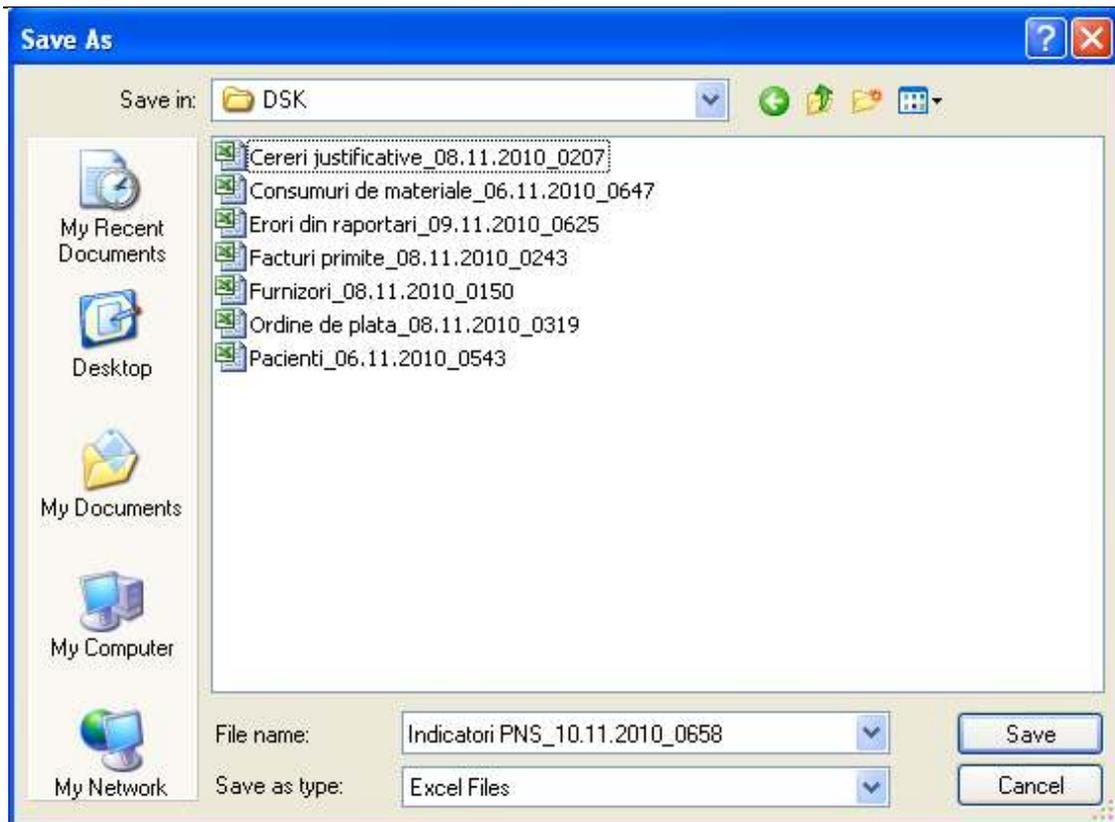 Save As
Save in: DSK
My Recent
Documents
Desktop
My Documents
My Computer
My Network
Cereri justificative_08.11.2010_0207
Consumuri de materiale_06.11.2010_0647
Erori din raportari_09.11.2010_0625
Facturi primite_08.11.2010_0243
Furnizori_08.11.2010_0150
Ordine de plata_08.11.2010_0319
Pacienti_06.11.2010_0543
File name: Indicatori PNS_10.11.2010_0658 Save
Save as type: Excel Files Cancel